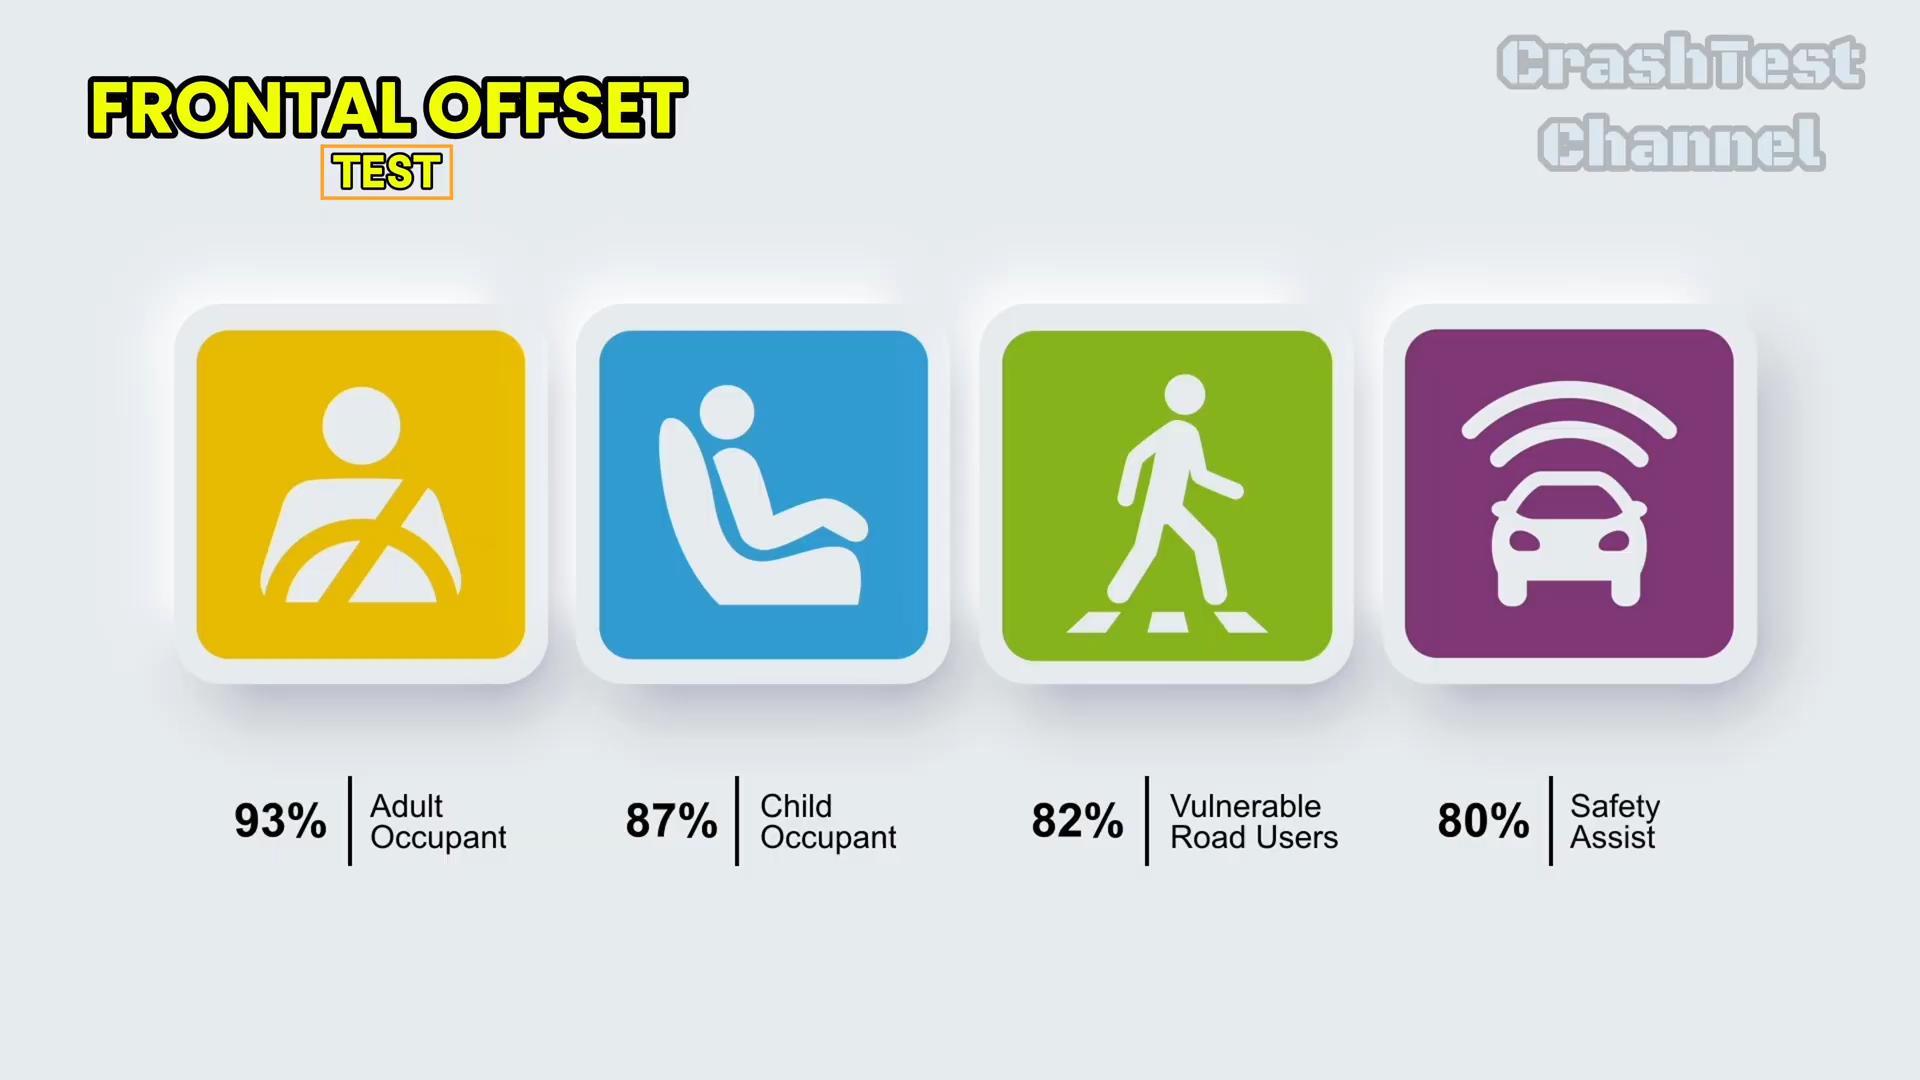 FRONTAL OFFSET
TEST
CrashTest
Channel
93%
Adult
Occupant
87%
Child
Occupant
82%
Vulnerable
Road Users
80%
Safety
Assist